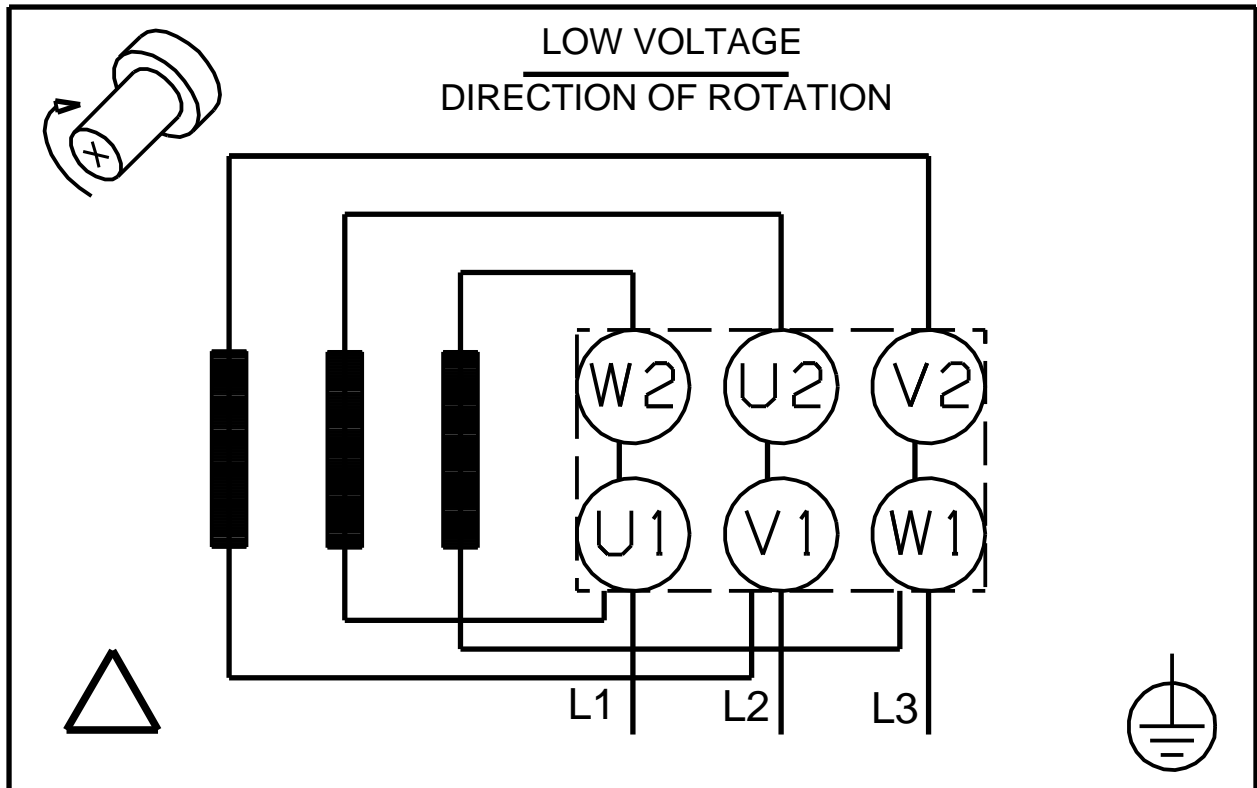 LOW VOLTAGE
DIRECTION OF ROTATION
W2 U2 V2
U1 V1 W1
L1 L2 L3